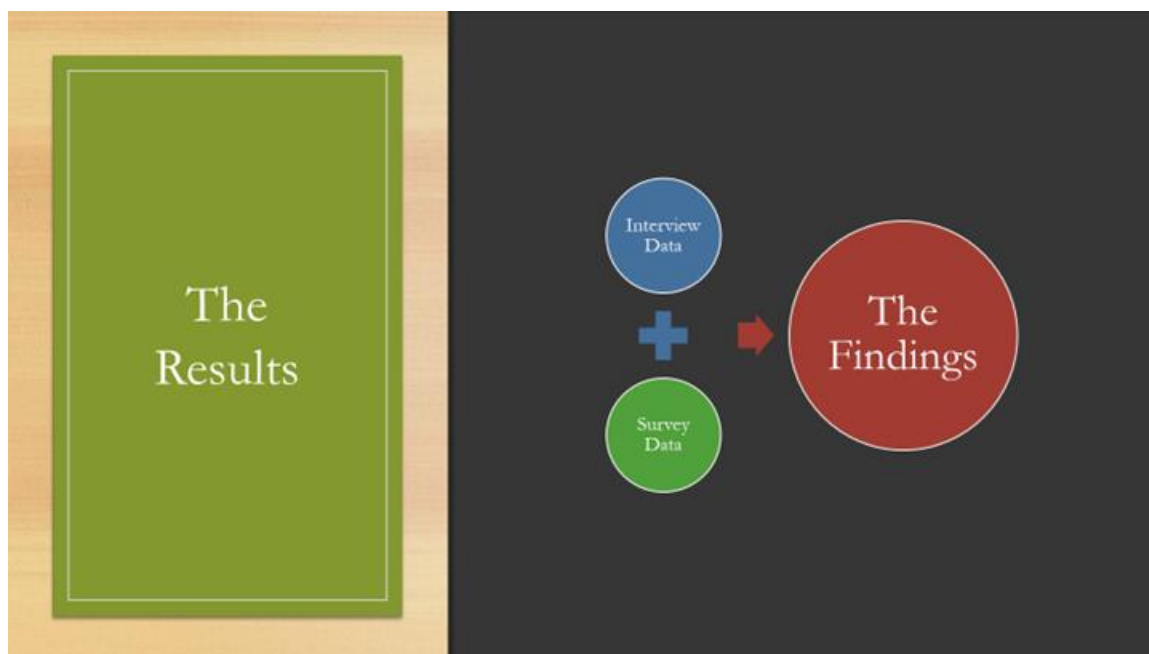 The
Results
Interview
Data
Survey
Data
The
Findings